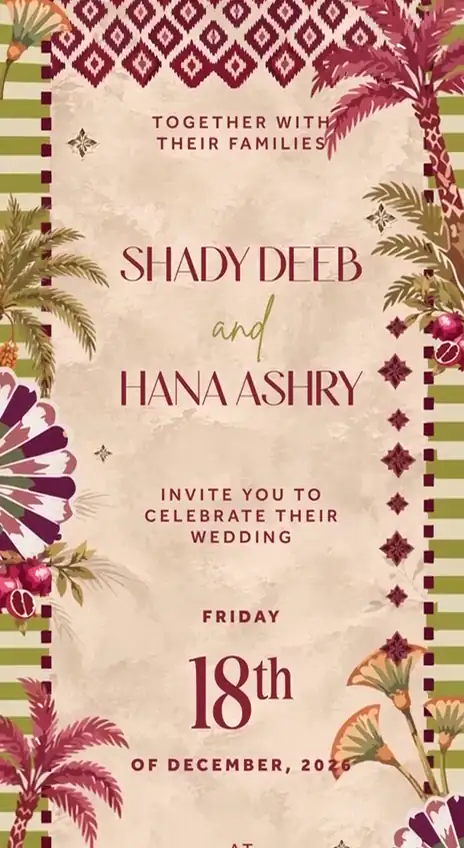 TOGETHER WITH
THEIR FAMILIES
SHADY DEEB
and
HANA ASHRY
INVITE YOU TO
CELEBRATE THEIR
WEDDING
FRIDAY
18th
OF DECEMBER, 2026
AT